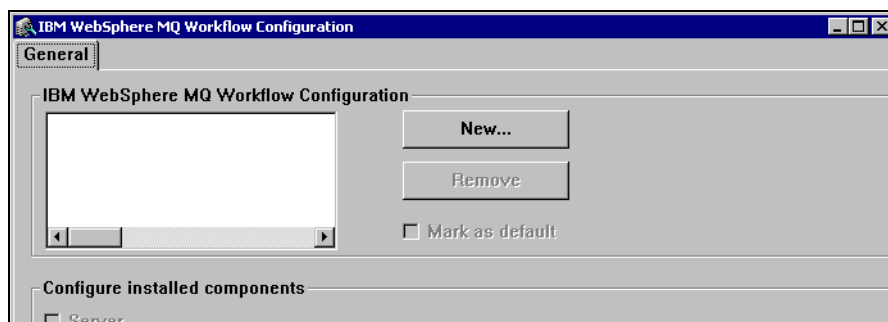 IBM WebSphere MQ Workflow Configuration
General
IBM WebSphere MQ Workflow Configuration
New...
Remove
Mark as default
Configure installed components
Server